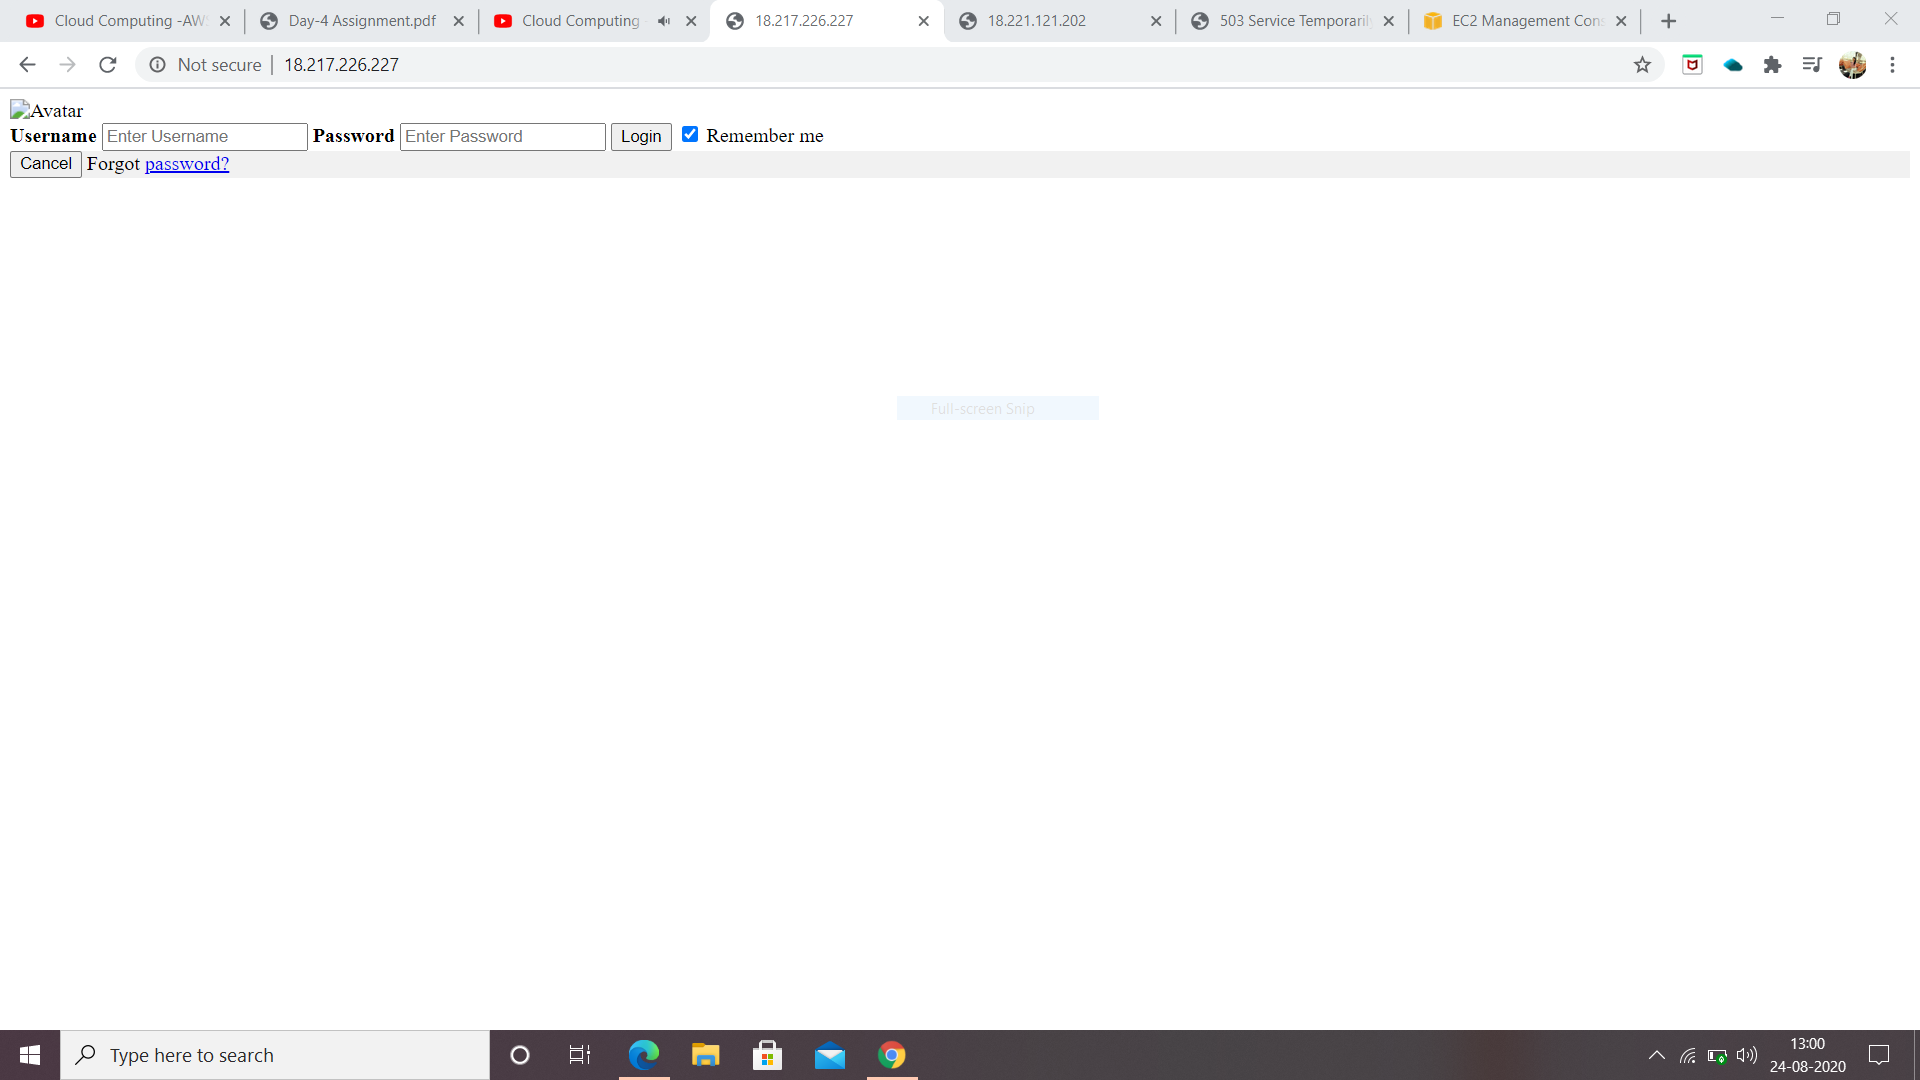 Cloud Computing -AW
Day-4 Assignment.pdf
Cloud Computing -
18.217.226.227
18.221.121.202
503 Service Temporaril
EC2 Management Cons
Not secure
18.217.226.227
Avatar
Username Enter Username Password Enter Password Login Remember me
Cancel Forgot password?
Full-screen Snip
Type here to search
13:00
24-08-2020